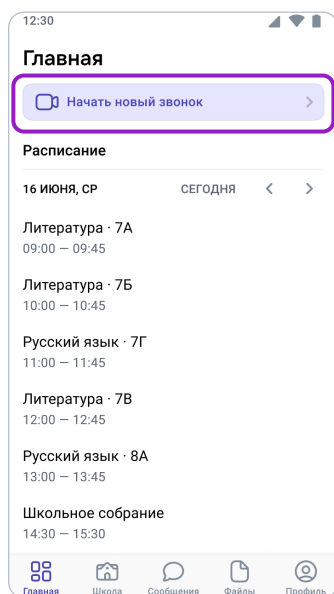 12:30
Главная
Начать новый звонок
Расписание
16 ИЮНЯ, СР СЕГОДНЯ
Литература · 7А
09:00 — 09:45
Литература · 7Б
10:00 — 10:45
Русский язык · 7Г
11:00 — 11:45
Литература · 7В
12:00 — 12:45
Русский язык · 8А
13:00 — 13:45
Школьное собрание
14:30 — 15:30
Главная Школа Сообщения Файлы Профиль